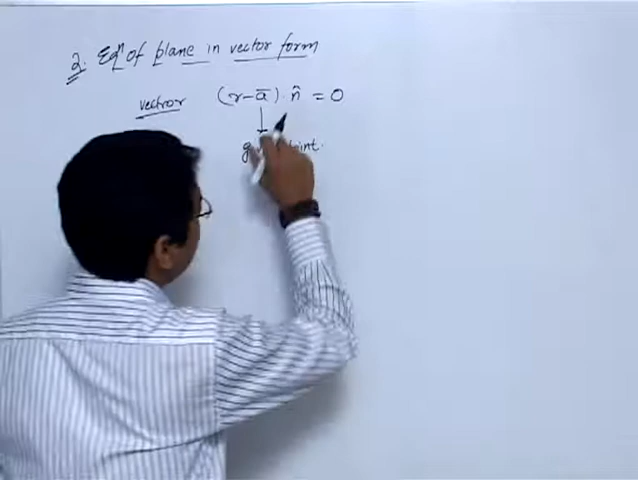 2. Eqn of plane in vector form
vector (r - a̅) · n̂ = 0